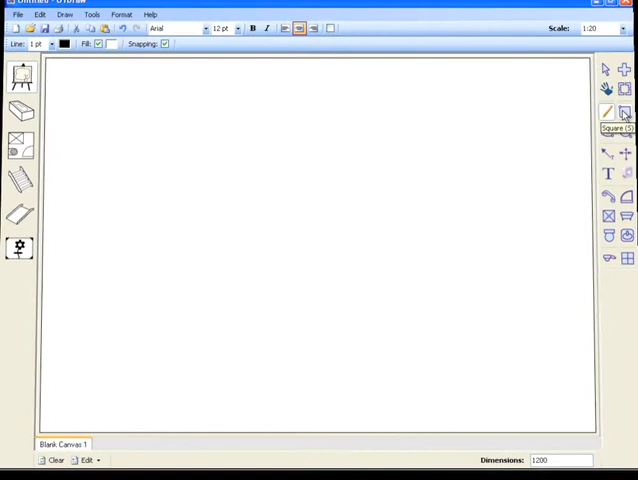 Untitled - OTDraw
File Edit Draw Tools Format Help
Arial 12 pt B I Scale: 1:20
Line: 1 pt Fill: Snapping:
Square (S)
T
Blank Canvas 1
Clear Edit Dimensions: 1200